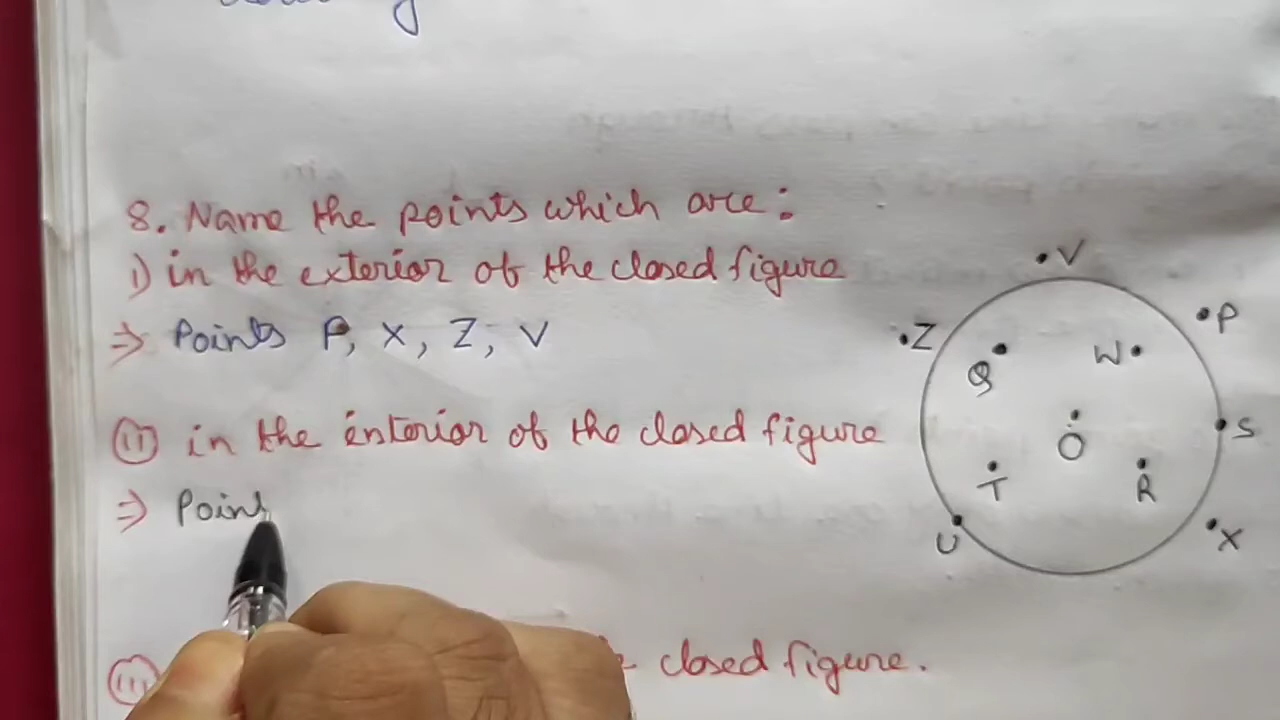 8. Name the points which are:
i) in the exterior of the closed figure
⇒ Points P, X, Z, V
(ii) in the interior of the closed figure
⇒ Point
(iii) closed figure.
V
P
Z
Q
W
S
O
T
R
U
X